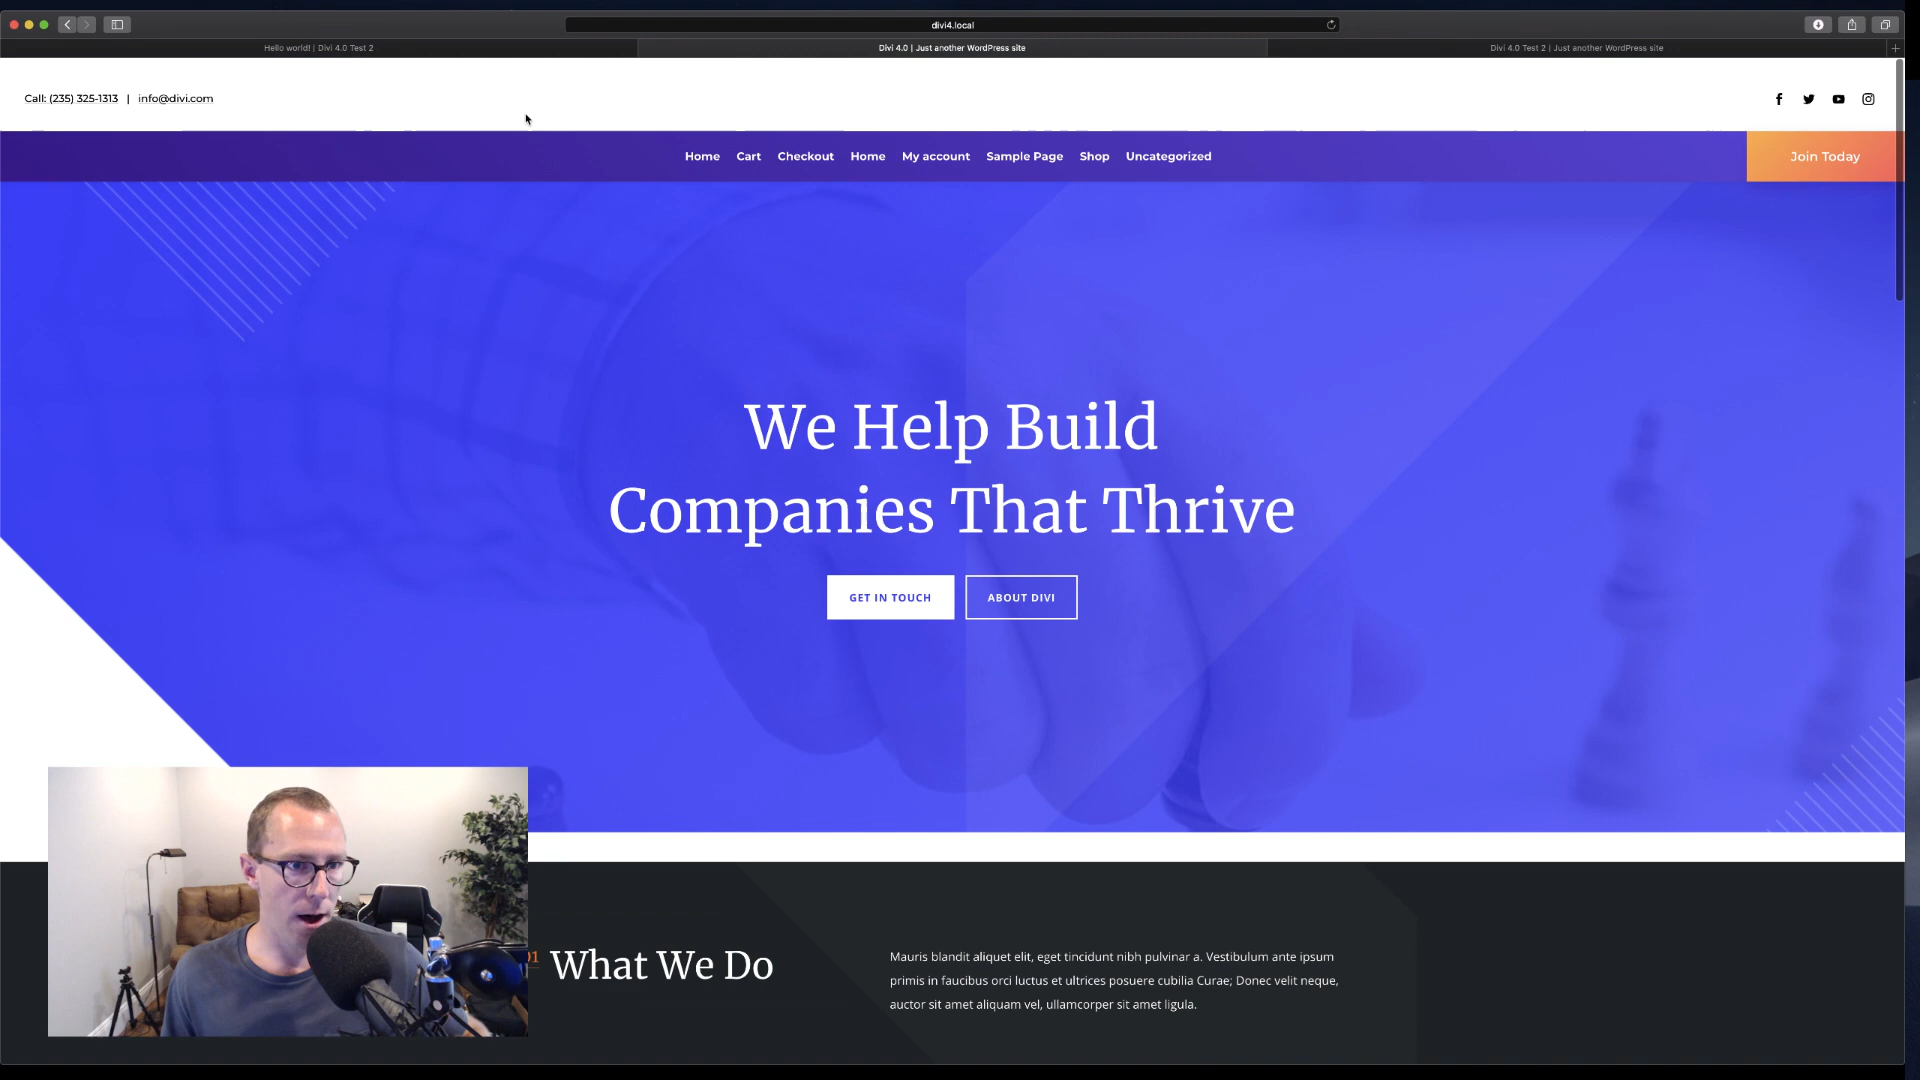 divi4.local
Hello world! | Divi 4.0 Test 2
Divi 4.0 | Just another WordPress site
Divi 4.0 Test 2 | Just another WordPress site
Call: (235) 325-1313 | info@divi.com
Home Cart Checkout Home My account Sample Page Shop Uncategorized
Join Today
We Help Build
Companies That Thrive
GET IN TOUCH
ABOUT DIVI
01
What We Do
Mauris blandit aliquet elit, eget tincidunt nibh pulvinar a. Vestibulum ante ipsum
primis in faucibus orci luctus et ultrices posuere cubilia Curae; Donec velit neque,
auctor sit amet aliquam vel, ullamcorper sit amet ligula.